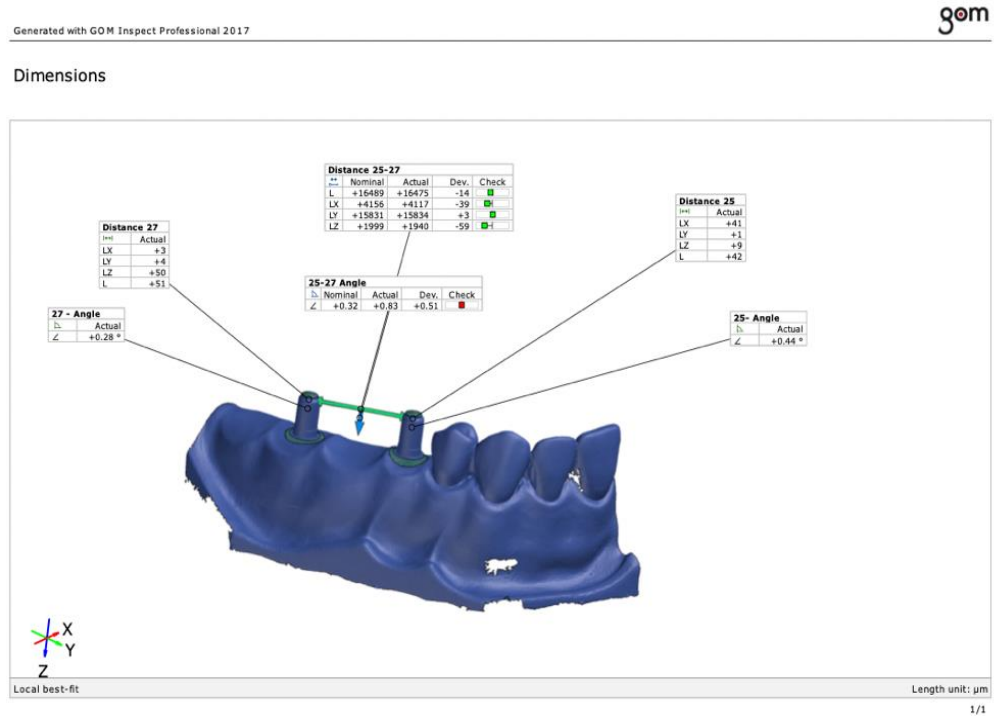 gom
Generated with GOM Inspect Professional 2017
Dimensions
Distance 25-27
Nominal Actual Dev. Check
L +16489 +16475 -14
LX +4156 +4117 -39
LY +15831 +15834 +3
LZ +1999 +1940 -59
Distance 25
Actual
LX +41
LY +1
LZ +9
L +42
Distance 27
Actual
LX +3
LY +4
LZ +50
L +51
25-27 Angle
Nominal Actual Dev. Check
∠ +0.32 +0.83 +0.51
27 - Angle
Actual
∠ +0.28 °
25- Angle
Actual
∠ +0.44 °
X
Y
Z
Local best-fit
Length unit: µm
1/1